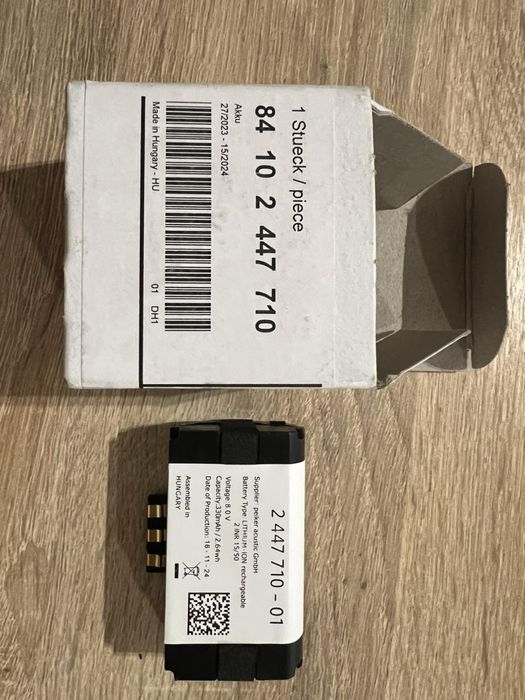 1 Stueck / piece
84 10 2 447 710
Akku
27/2023 - 15/2024
Made in Hungary - HU
01 DH1
2 447 710 - 01
Supplier: peiker acustic GmbH
Battery Type: LITHIUM-ION rechargeable
2 INR 15/50
Voltage: 8.0 V
Capacity:330mAh / 2.64wh
Date of Production: 16 - 11 - 24
Assembled in
HUNGARY